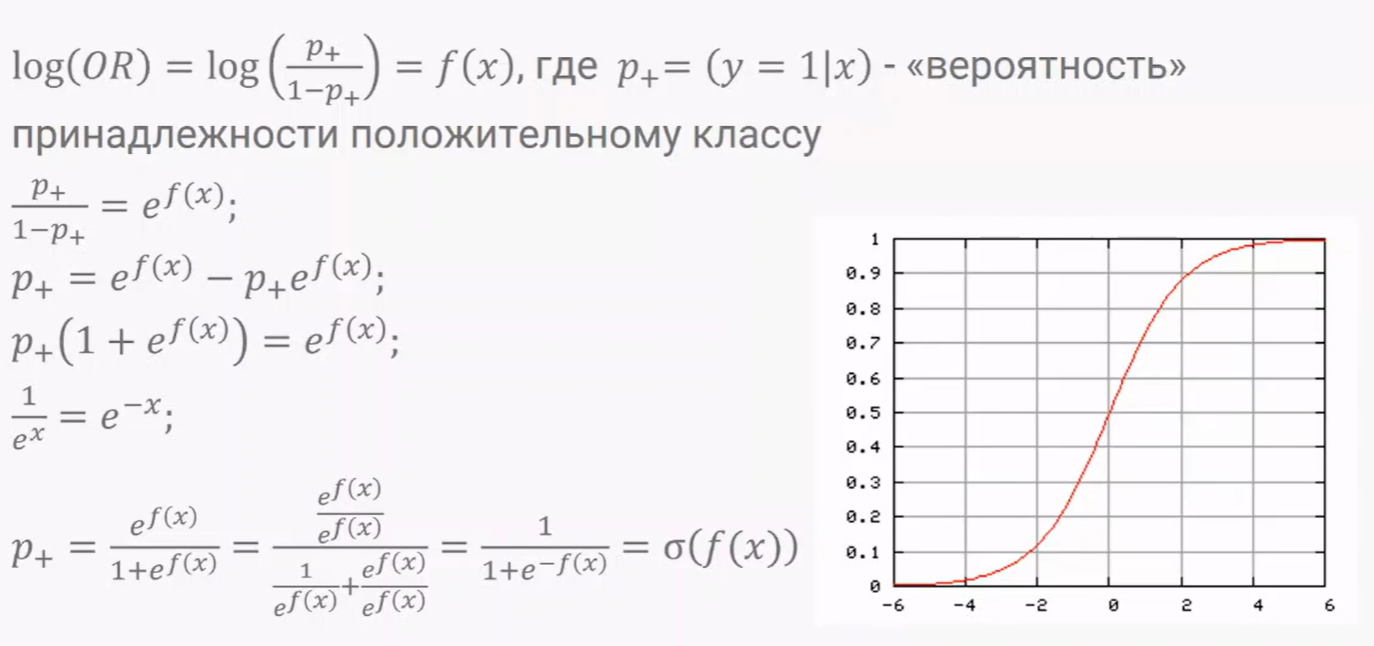 log(OR) = log(p₊/(1−p₊)) = f(x), где p₊= (y = 1|x) - «вероятность»
принадлежности положительному классу
p₊/(1−p₊) = e^f(x);
p₊ = e^f(x) − p₊e^f(x);
p₊(1 + e^f(x)) = e^f(x);
1/e^x = e^−x;
p₊ = e^f(x)/(1+e^f(x)) = (e^f(x)/e^f(x))/(1/e^f(x)+e^f(x)/e^f(x)) = 1/(1+e^−f(x)) = σ(f(x))
1
0.9
0.8
0.7
0.6
0.5
0.4
0.3
0.2
0.1
0
-6 -4 -2 0 2 4 6